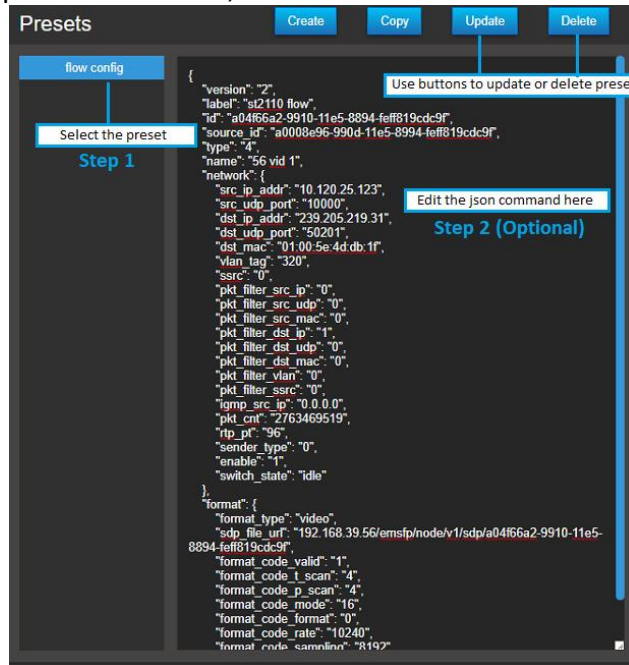 Presets
Create
Copy
Update
Delete
flow config
Use buttons to update or delete prese
Select the preset
Step 1
Edit the json command here
Step 2 (Optional)
{
"version": "2",
"label": "st2110 flow",
"id": "a04f66a2-9910-11e5-8894-feff819cdc9f",
"source_id": "a0008e96-990d-11e5-8994-feff819cdc9f",
"type": "4",
"name": "56 vid 1",
"network": {
"src_ip_addr": "10.120.25.123",
"src_udp_port": "10000",
"dst_ip_addr": "239.205.219.31",
"dst_udp_port": "50201",
"dst_mac": "01:00:5e:4d:db:1f",
"vlan_tag": "320",
"ssrc": "0",
"pkt_filter_src_ip": "0",
"pkt_filter_src_udp": "0",
"pkt_filter_src_mac": "0",
"pkt_filter_dst_ip": "1",
"pkt_filter_dst_udp": "0",
"pkt_filter_dst_mac": "0",
"pkt_filter_vlan": "0",
"pkt_filter_ssrc": "0",
"igmp_src_ip": "0.0.0.0",
"pkt_cnt": "2763469519",
"rtp_pt": "96",
"sender_type": "0",
"enable": "1",
"switch_state": "idle"
},
"format": {
"format_type": "video",
"sdp_file_url": "192.168.39.56/emsfp/node/v1/sdp/a04f66a2-9910-11e5-
8894-feff819cdc9f",
"format_code_valid": "1",
"format_code_t_scan": "4",
"format_code_p_scan": "4",
"format_code_mode": "16",
"format_code_format": "0",
"format_code_rate": "10240",
"format_code_sampling": "8192"